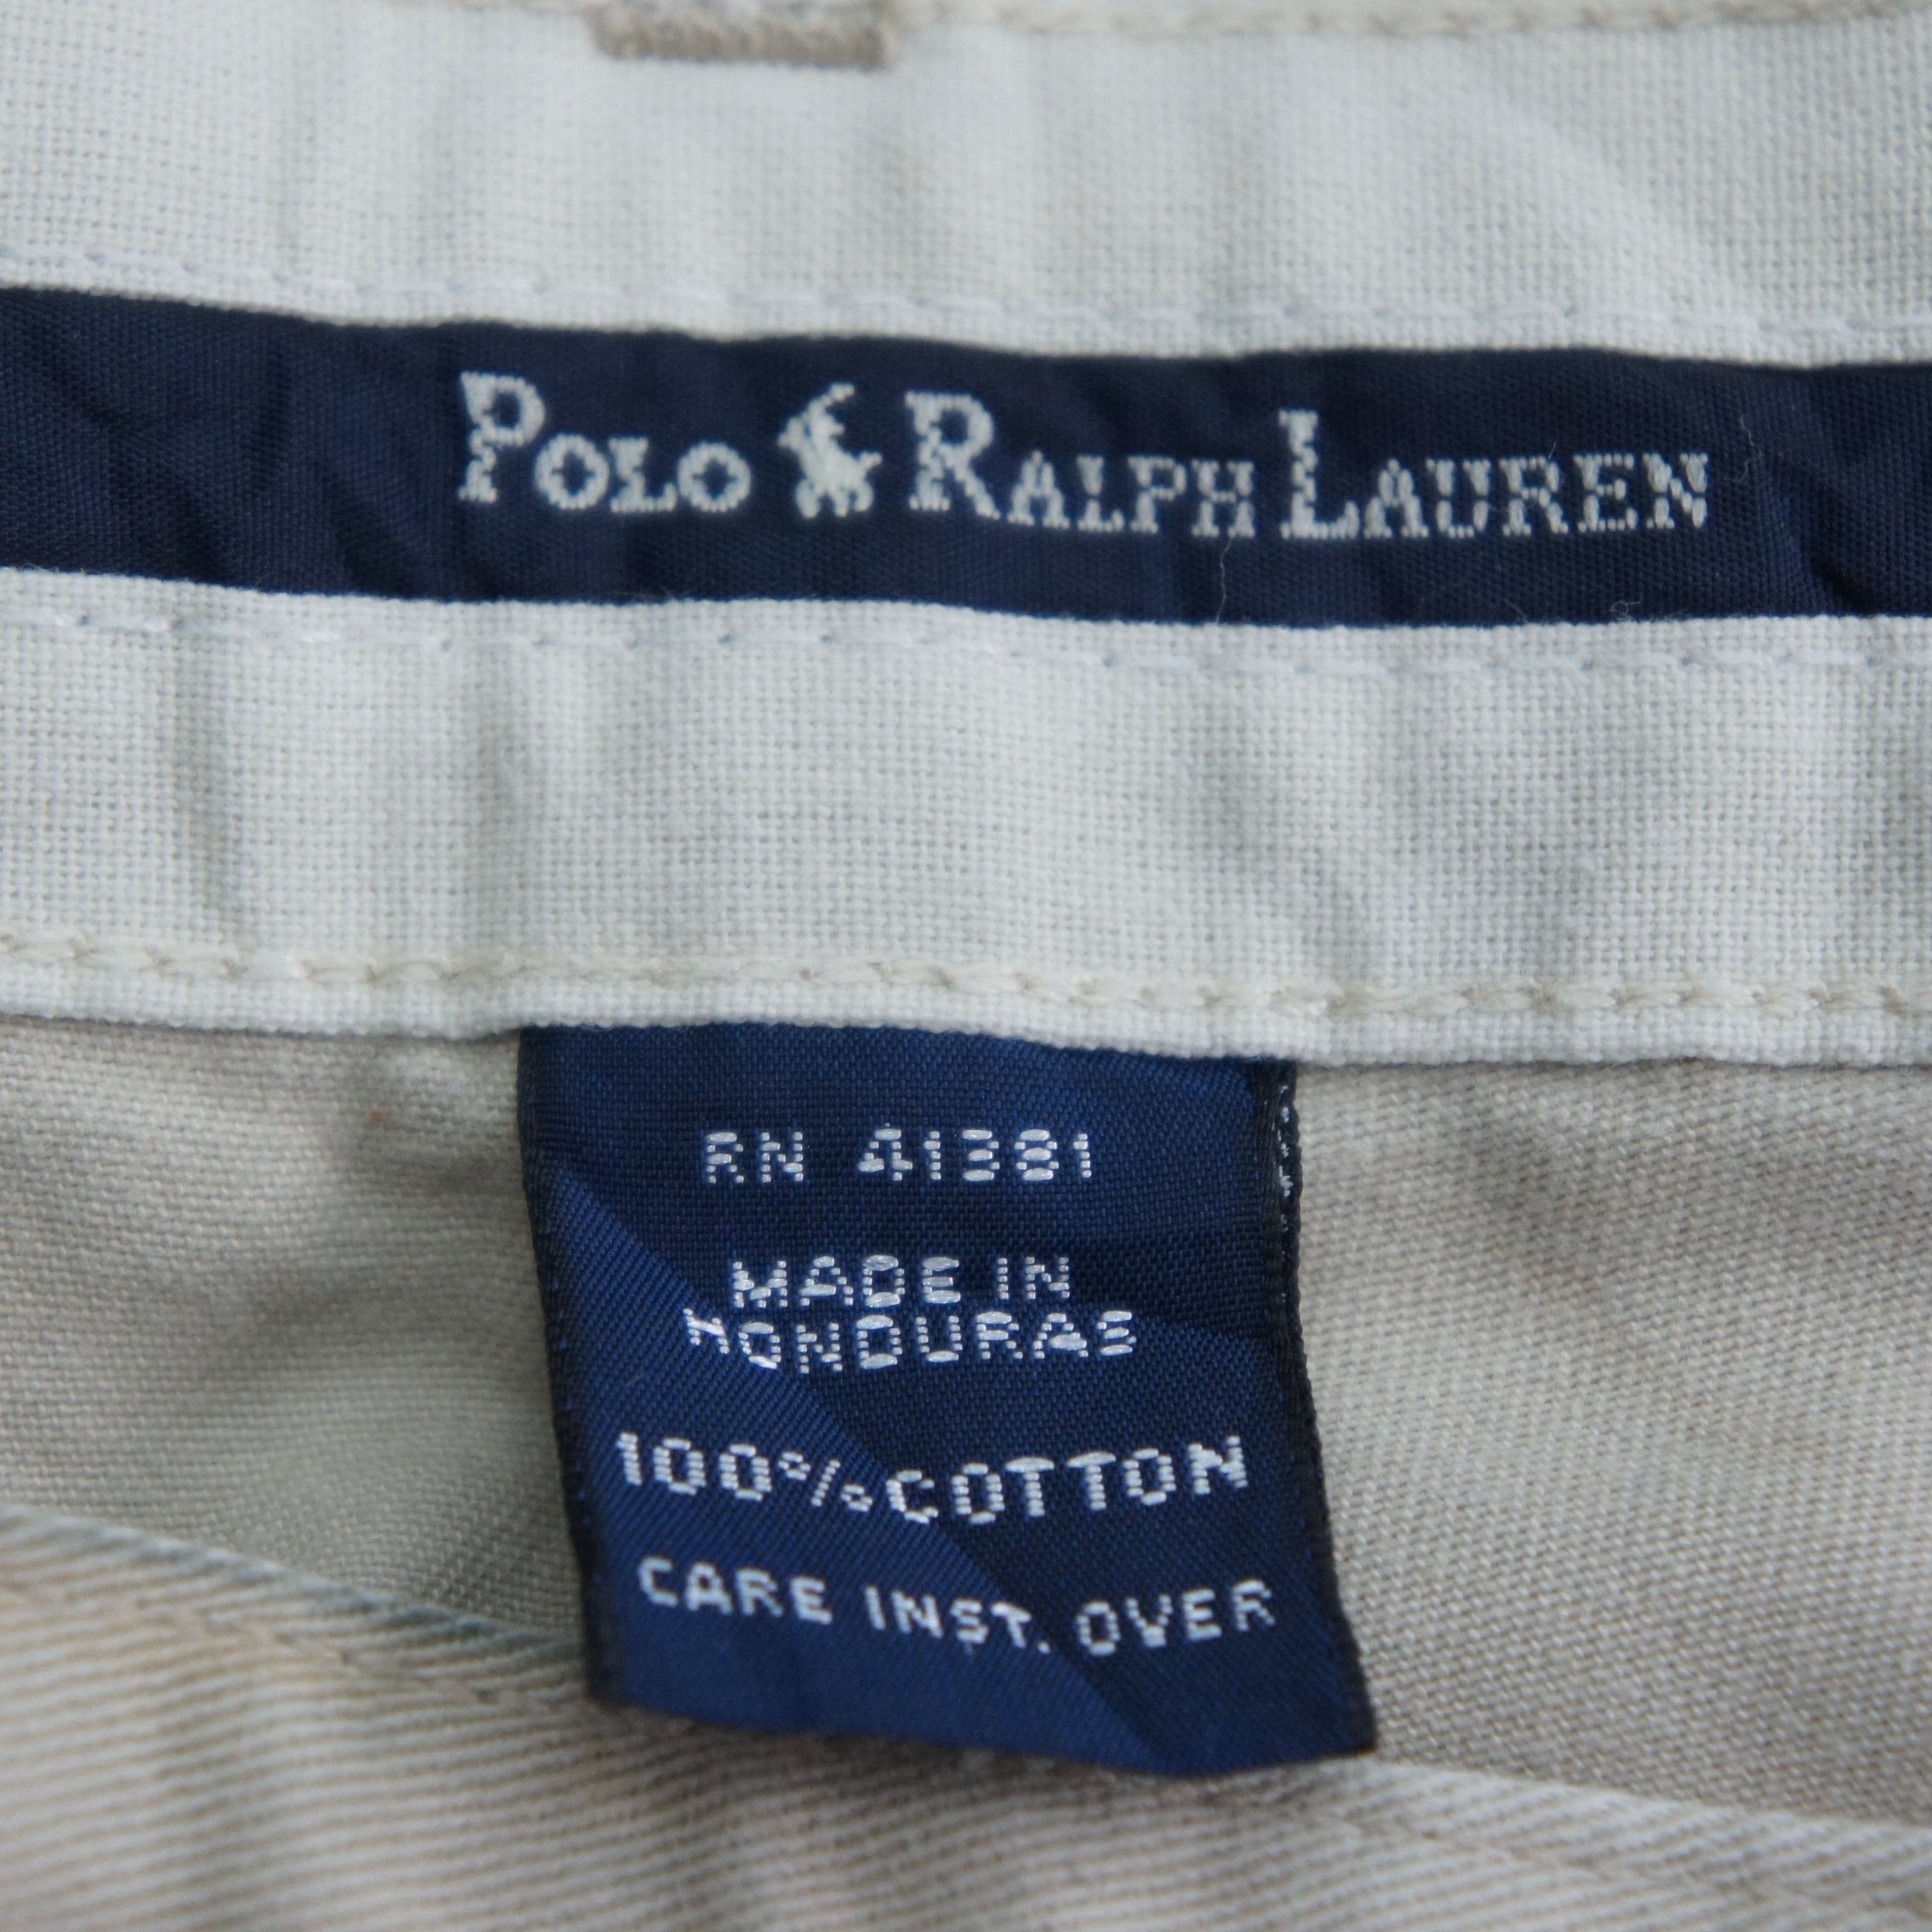 POLO RALPH LAUREN
RN 41381
MADE IN
HONDURAS
100% COTTON
CARE INST. OVER